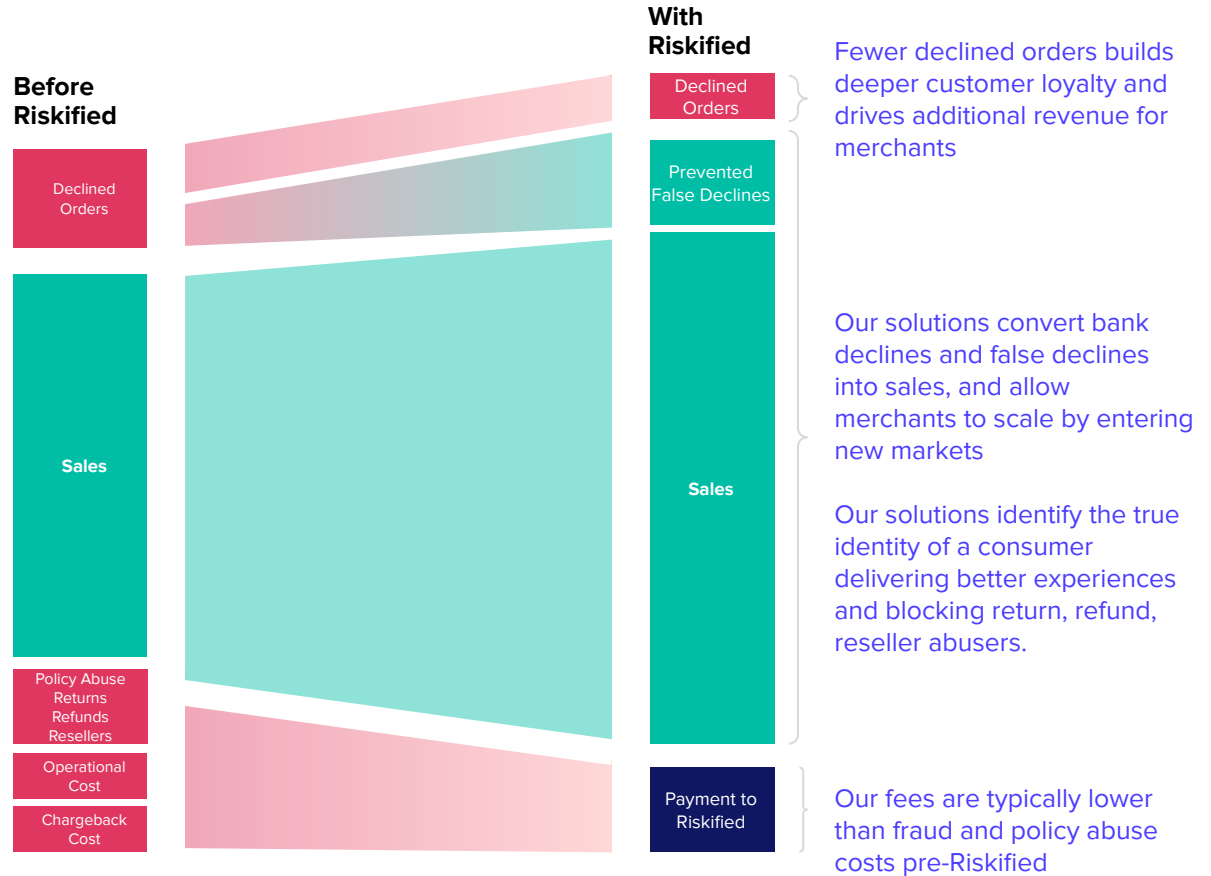 Before
Riskified
Declined
Orders
Sales
Policy Abuse
Returns
Refunds
Resellers
Operational
Cost
Chargeback
Cost
With
Riskified
Declined
Orders
Prevented
False Declines
Sales
Payment to
Riskified
Fewer declined orders builds
deeper customer loyalty and
drives additional revenue for
merchants
Our solutions convert bank
declines and false declines
into sales, and allow
merchants to scale by entering
new markets
Our solutions identify the true
identity of a consumer
delivering better experiences
and blocking return, refund,
reseller abusers.
Our fees are typically lower
than fraud and policy abuse
costs pre-Riskified